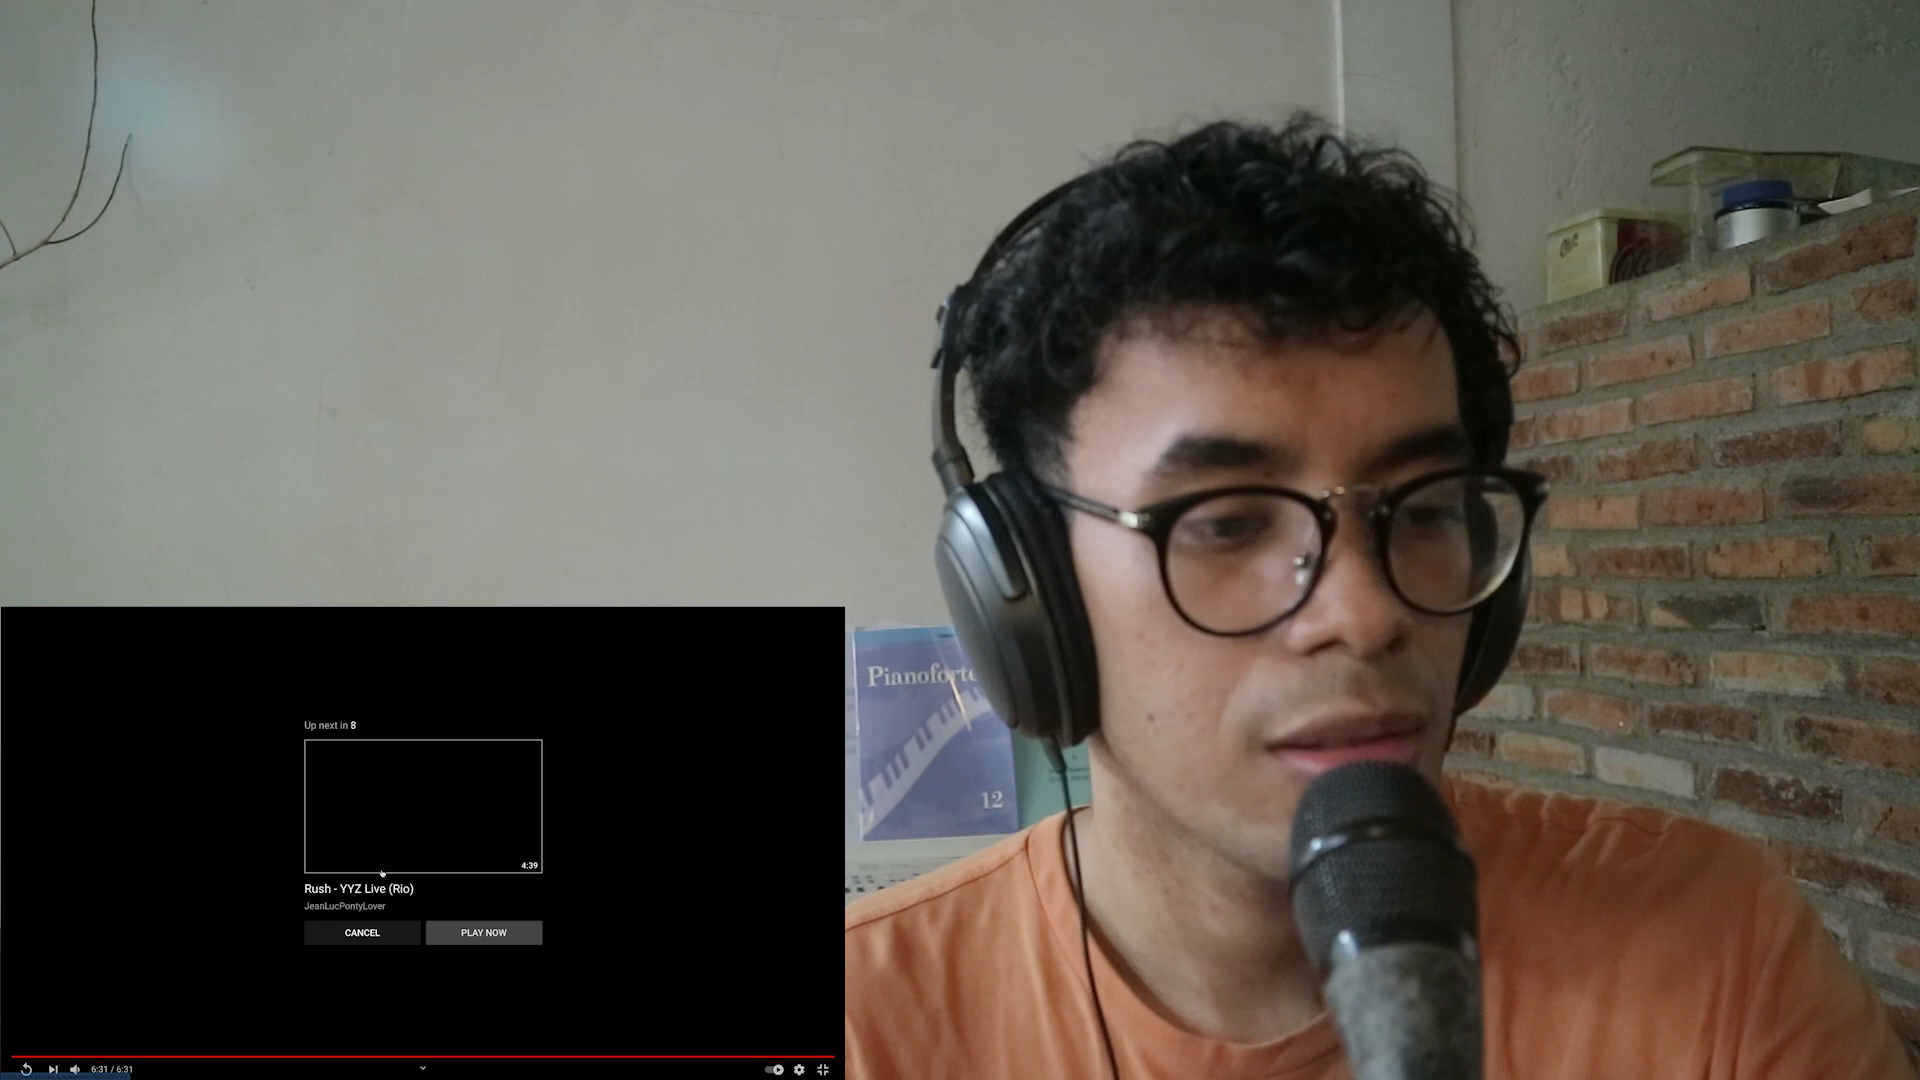 Pianoforte
12
Up next in 8
4:39
Rush - YYZ Live (Rio)
JeanLucPontyLover
CANCEL
PLAY NOW
6:31 / 6:31